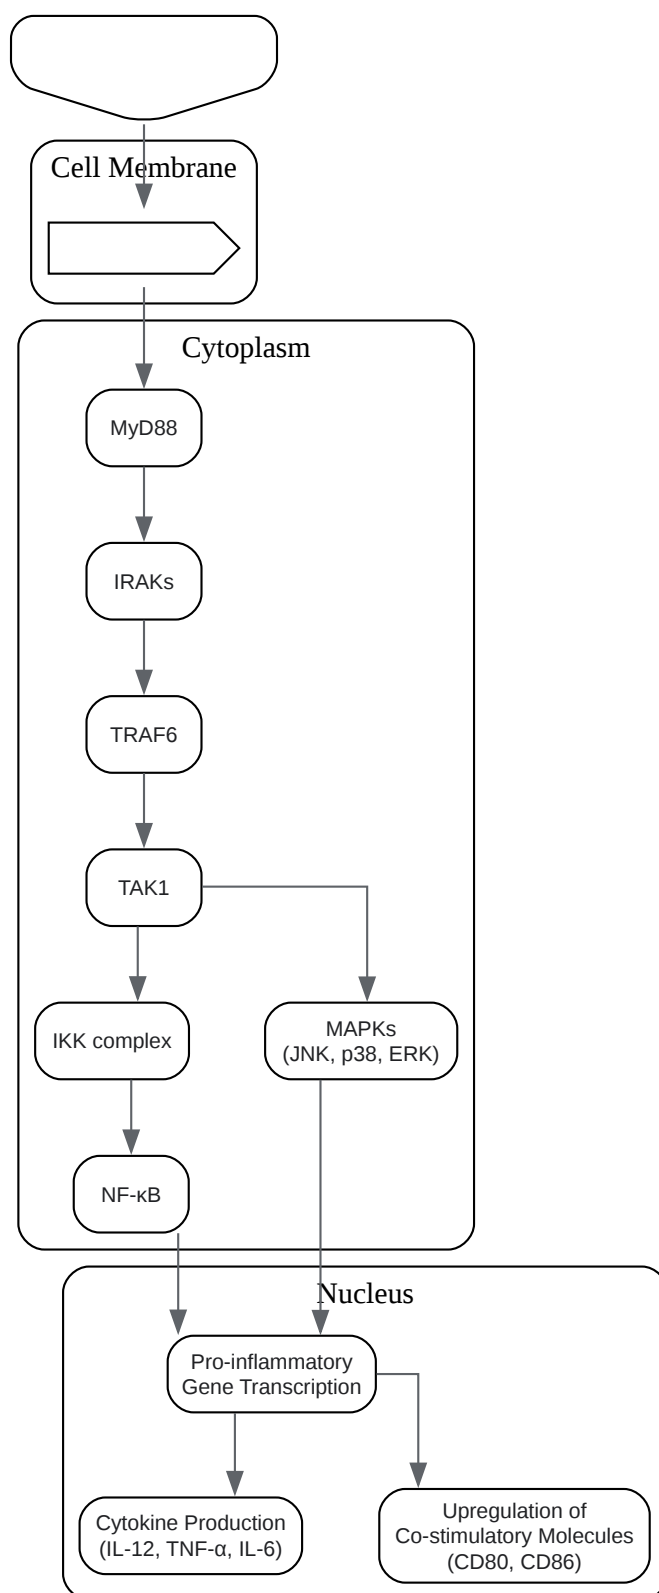 Cell Membrane
Cytoplasm
MyD88
IRAKs
TRAF6
TAK1
IKK complex
MAPKs
(JNK, p38, ERK)
NF-κB
Nucleus
Pro-inflammatory
Gene Transcription
Cytokine Production
(IL-12, TNF-α, IL-6)
Upregulation of
Co-stimulatory Molecules
(CD80, CD86)